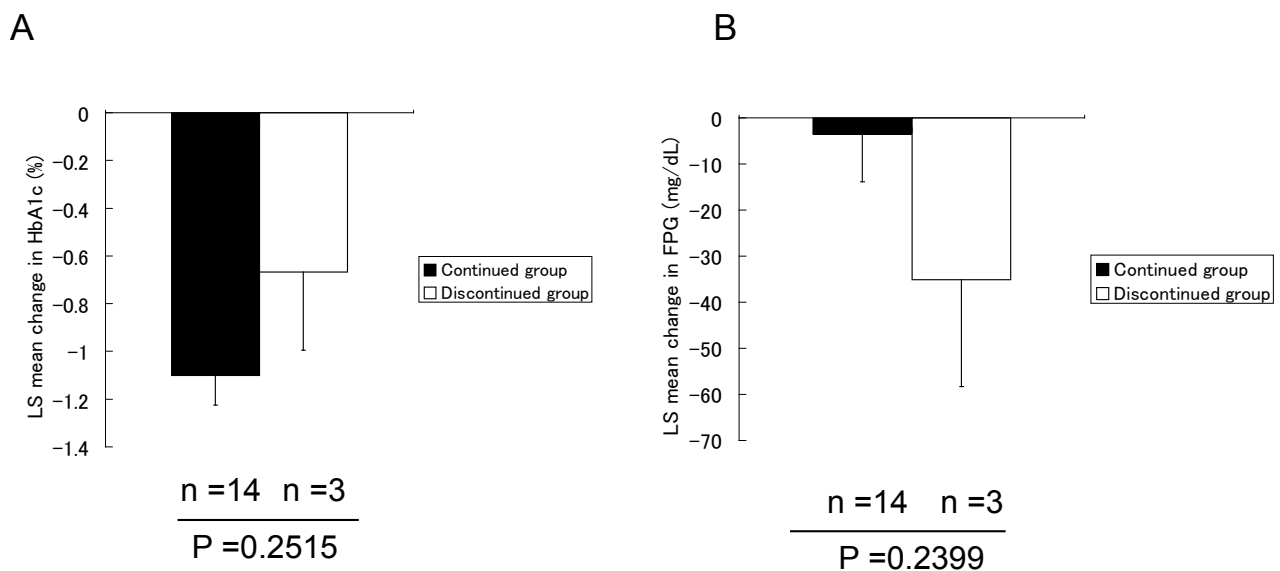 A
0
−0.2
−0.4
−0.6
−0.8
−1
−1.2
−1.4
LS mean change in HbA1c (%)
Continued group
Discontinued group
n =14 n =3
P =0.2515
B
0
−10
−20
−30
−40
−50
−60
−70
LS mean change in FPG (mg/dL)
Continued group
Discontinued group
n =14 n =3
P =0.2399